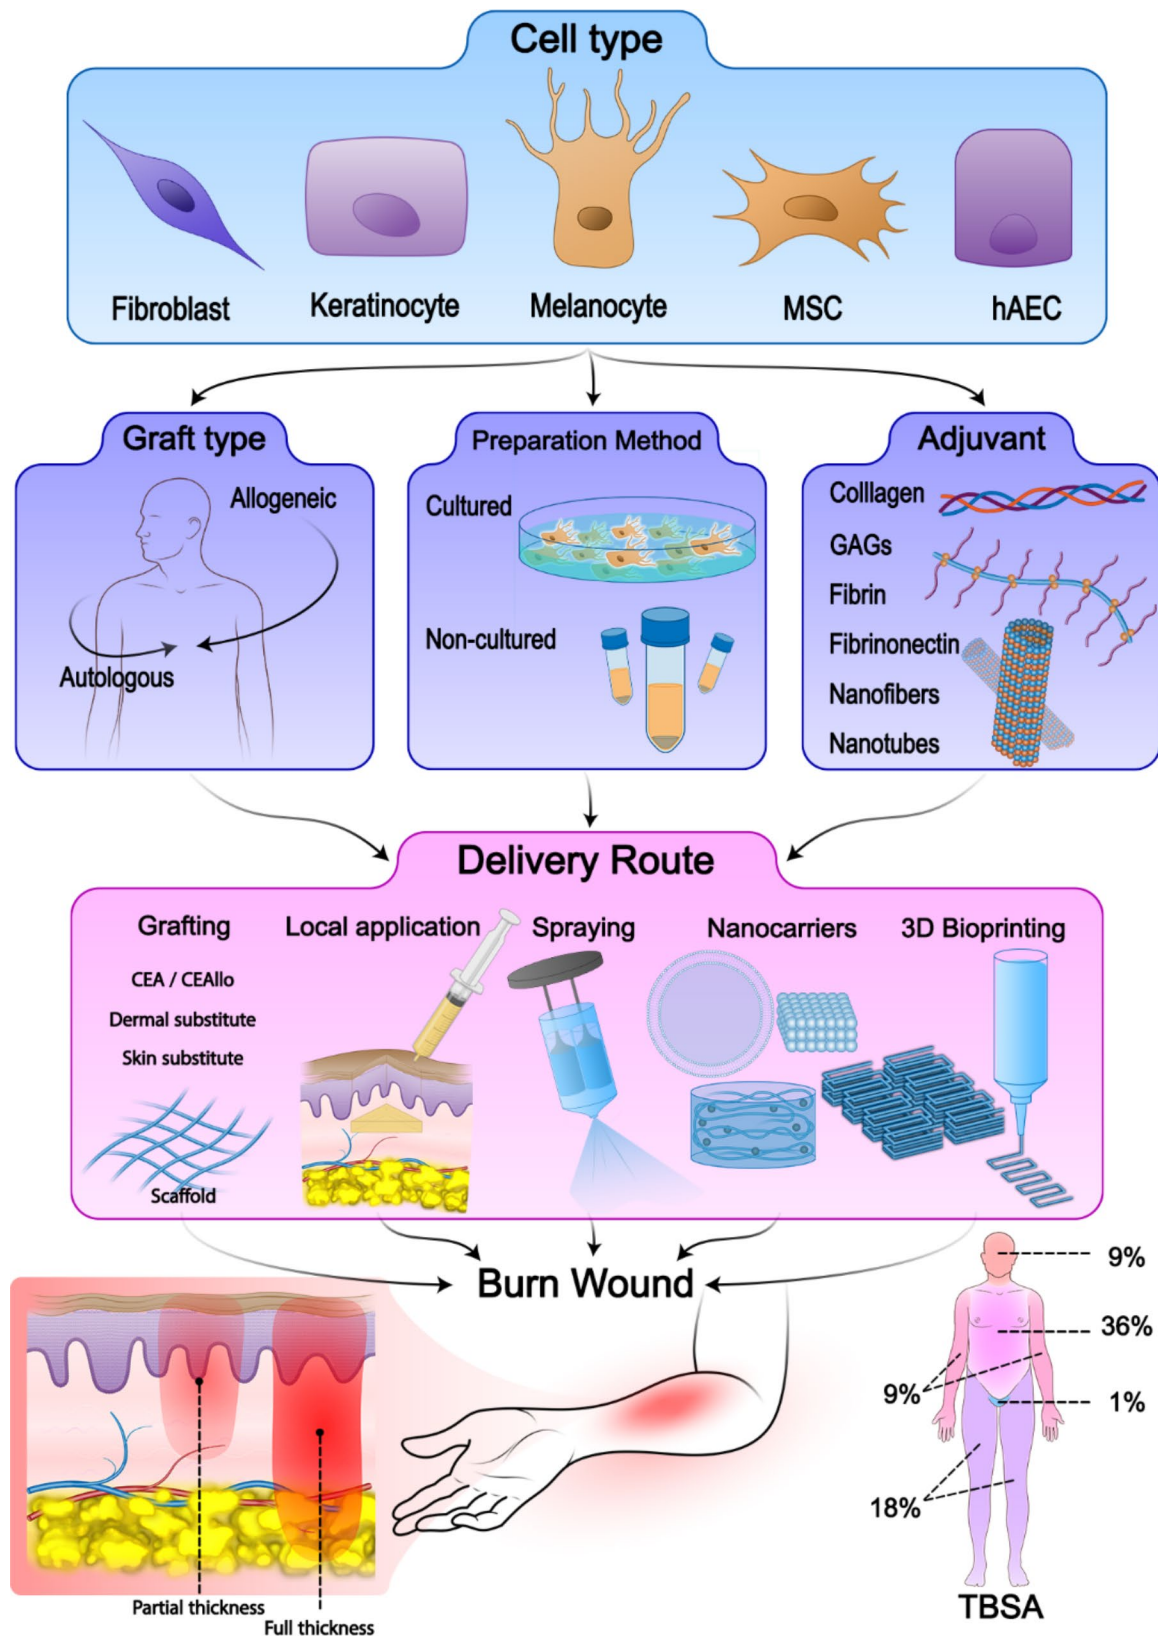 Cell type
Fibroblast
Keratinocyte
Melanocyte
MSC
hAEC
Graft type
Allogeneic
Autologous
Preparation Method
Cultured
Non-cultured
Adjuvant
Colllagen
GAGs
Fibrin
Fibrinonectin
Nanofibers
Nanotubes
Delivery Route
Grafting
CEA / CEAllo
Dermal substitute
Skin substitute
Scaffold
Local application
Spraying
Nanocarriers
3D Bioprinting
Burn Wound
Partial thickness
Full thickness
9%
36%
9%
1%
18%
TBSA